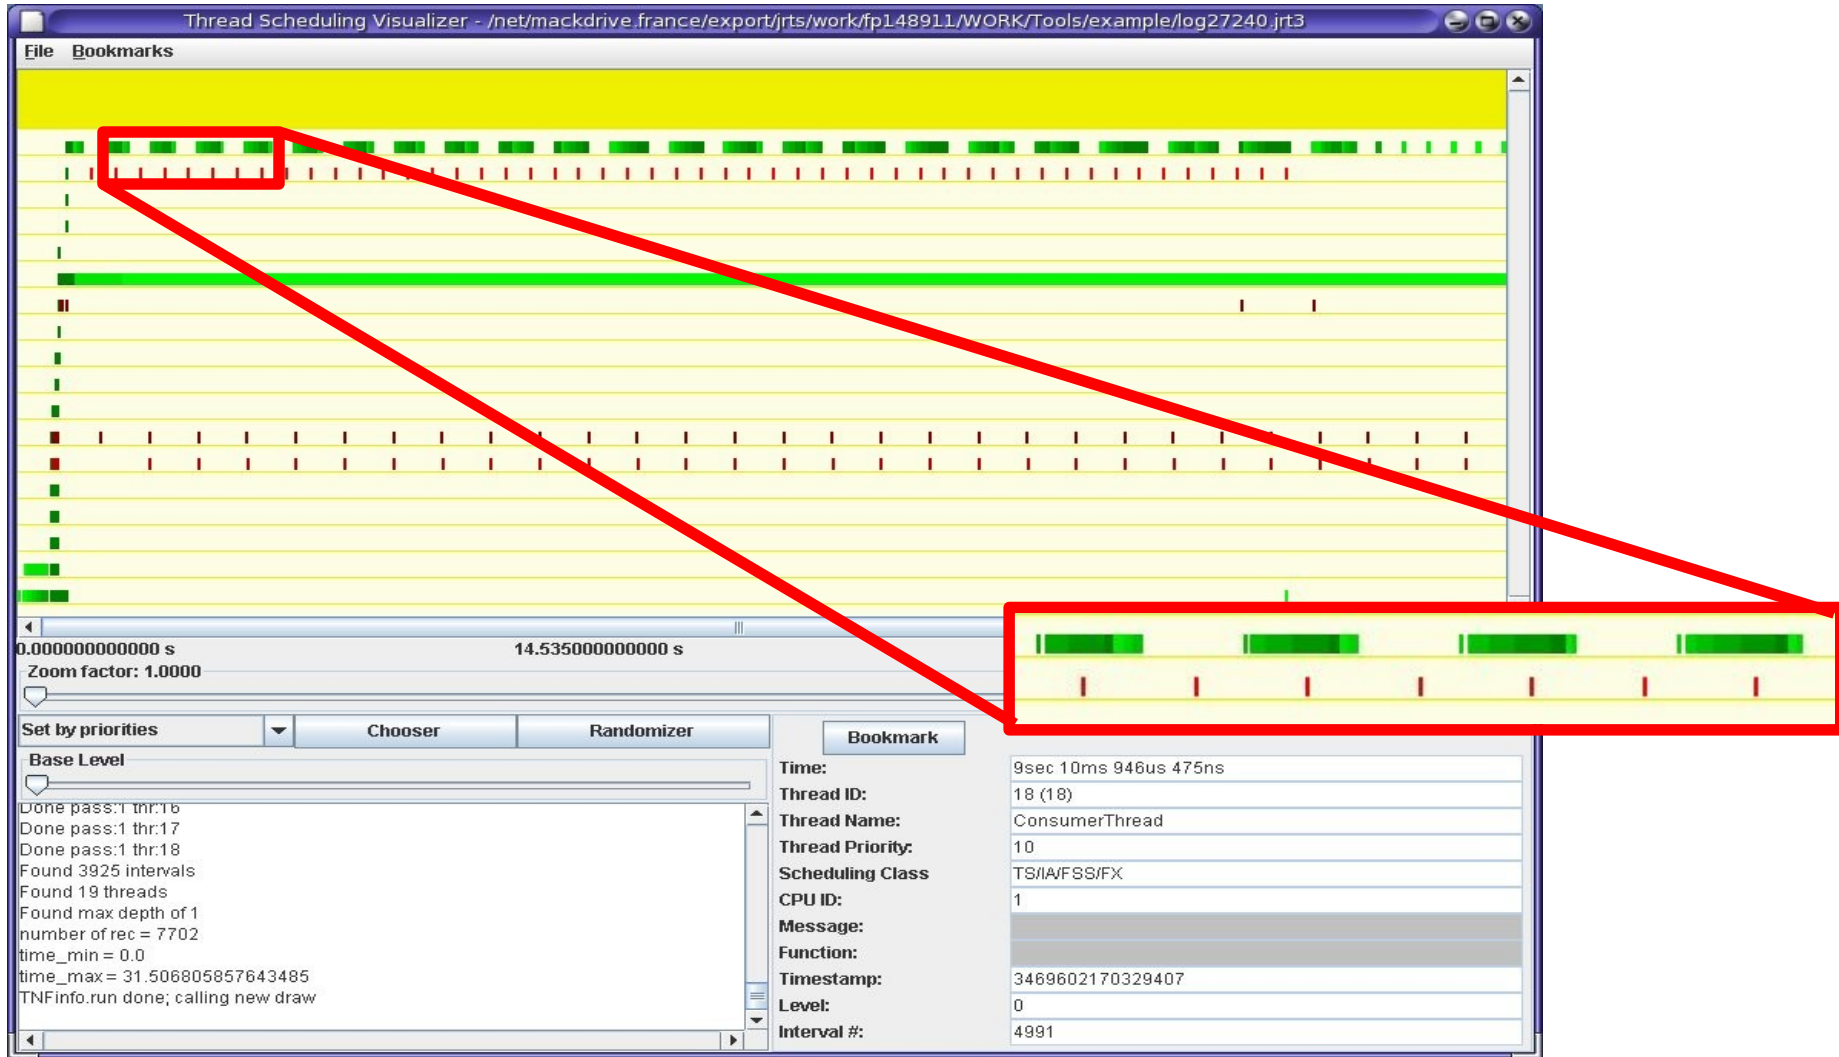 Thread Scheduling Visualizer - /net/mackdrive.france/export/jrts/work/fp148911/WORK/Tools/example/log27240.jrt3
File Bookmarks
0.000000000000 s 14.535000000000 s
Zoom factor: 1.0000
Set by priorities Chooser Randomizer
Base Level
Done pass:1 thr:16
Done pass:1 thr:17
Done pass:1 thr:18
Found 3925 intervals
Found 19 threads
Found max depth of 1
number of rec = 7702
time_min = 0.0
time_max = 31.506805857643485
TNFinfo.run done; calling new draw
Bookmark
Time: 9sec 10ms 946us 475ns
Thread ID: 18 (18)
Thread Name: ConsumerThread
Thread Priority: 10
Scheduling Class TS/IA/FSS/FX
CPU ID: 1
Message:
Function:
Timestamp: 3469602170329407
Level: 0
Interval #: 4991